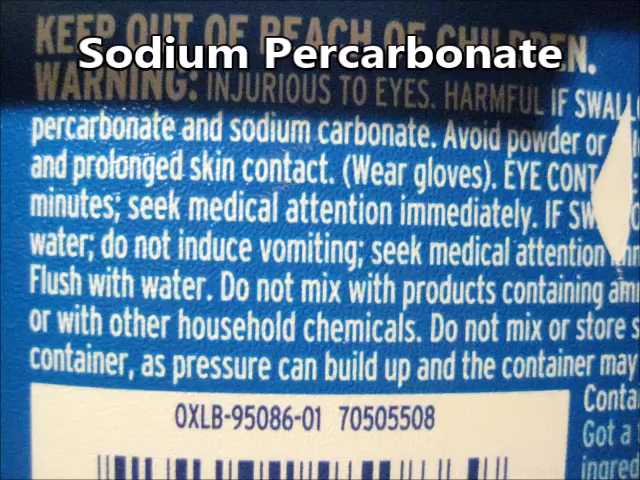 KEEP OUT OF REACH OF CHILDREN.
Sodium Percarbonate
WARNING: INJURIOUS TO EYES. HARMFUL IF SWALL
percarbonate and sodium carbonate. Avoid powder or
and prolonged skin contact. (Wear gloves). EYE CONT
minutes; seek medical attention immediately. IF SW
water; do not induce vomiting; seek medical attention
Flush with water. Do not mix with products containing am
or with other household chemicals. Do not mix or store s
container, as pressure can build up and the container may
OXLB-95086-01 70505508
Conta
Got a
ingred